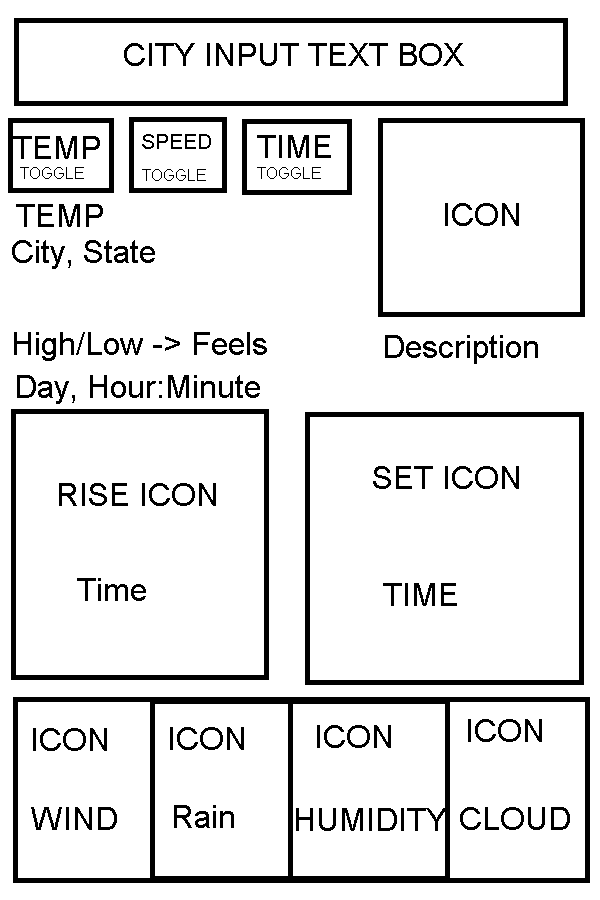 CITY INPUT TEXT BOX
TEMP
TOGGLE
SPEED
TOGGLE
TIME
TOGGLE
ICON
TEMP
City, State
High/Low -> Feels
Description
Day, Hour:Minute
RISE ICON
Time
SET ICON
TIME
ICON
WIND
ICON
Rain
ICON
HUMIDITY
ICON
CLOUD